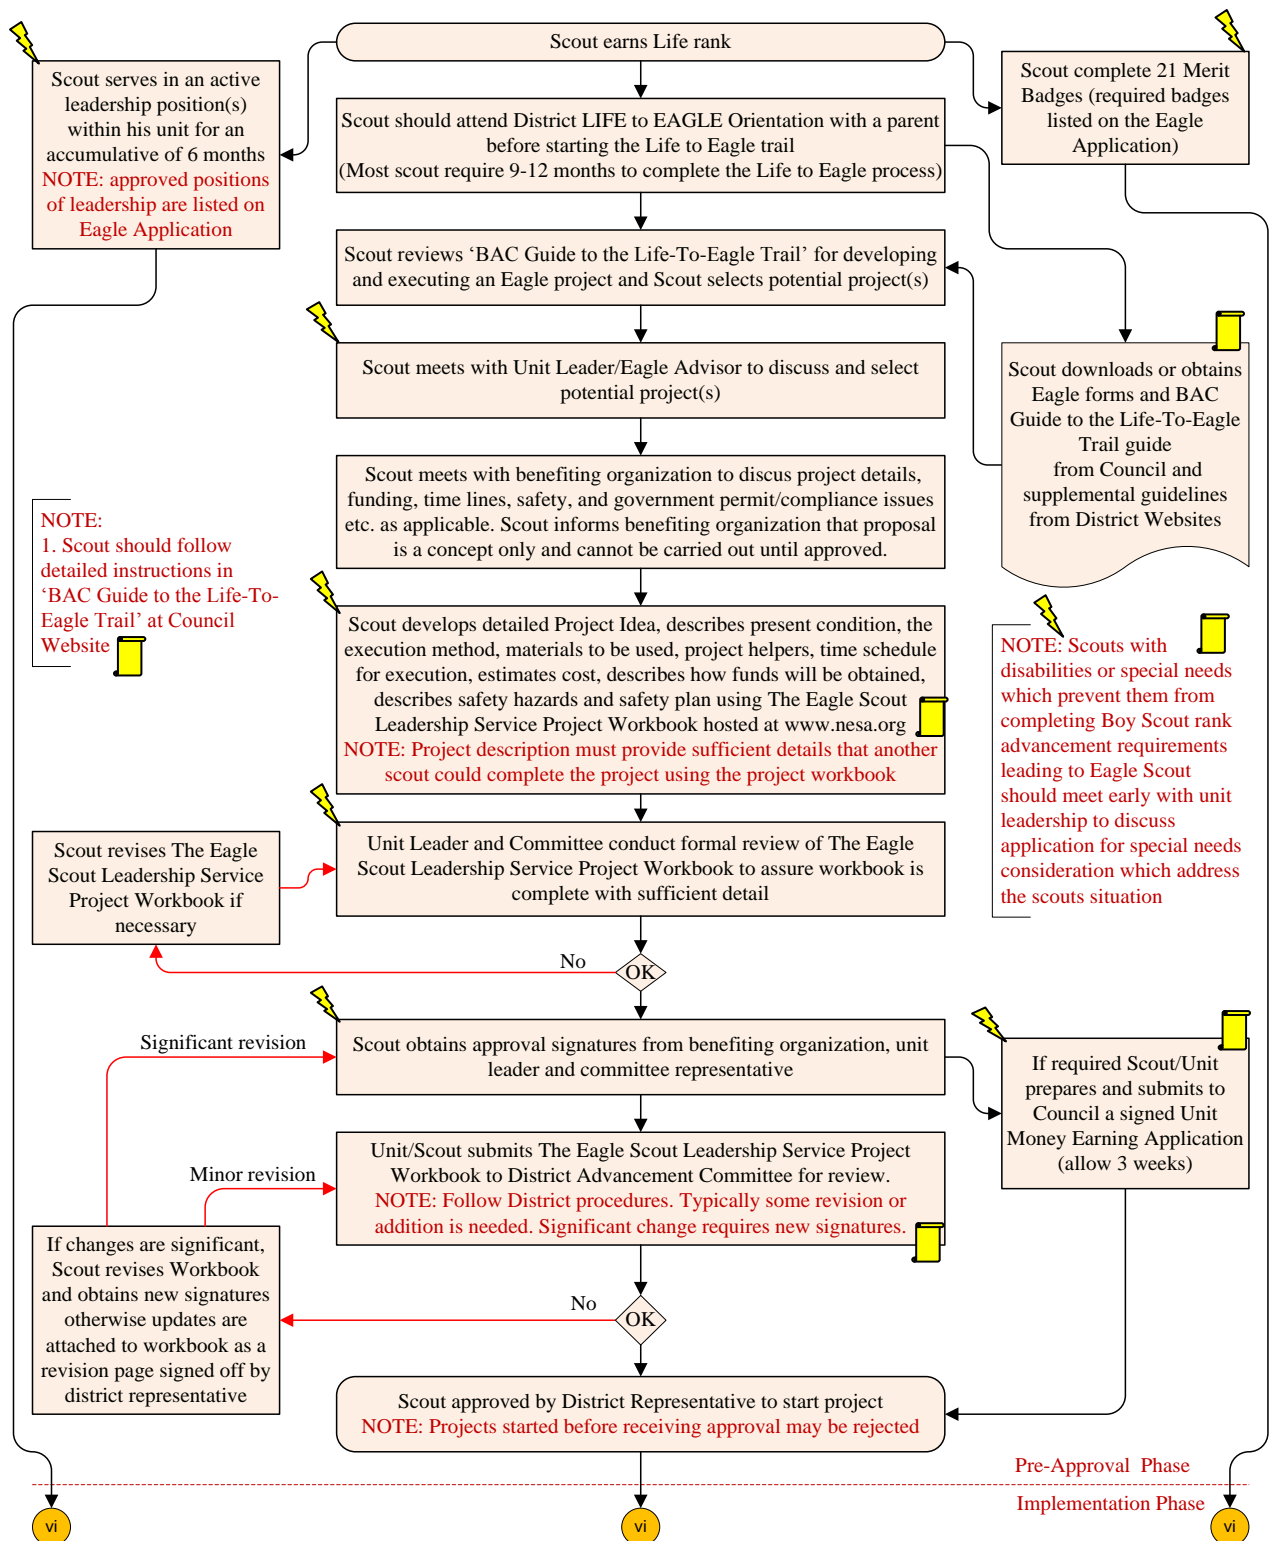 Scout earns Life rank
Scout serves in an active
leadership position(s)
within his unit for an
accumulative of 6 months
NOTE: approved positions
of leadership are listed on
Eagle Application
Scout should attend District LIFE to EAGLE Orientation with a parent
before starting the Life to Eagle trail
(Most scout require 9-12 months to complete the Life to Eagle process)
Scout complete 21 Merit
Badges (required badges
listed on the Eagle
Application)
Scout reviews ‘BAC Guide to the Life-To-Eagle Trail’ for developing
and executing an Eagle project and Scout selects potential project(s)
Scout meets with Unit Leader/Eagle Advisor to discuss and select
potential project(s)
Scout downloads or obtains
Eagle forms and BAC
Guide to the Life-To-Eagle
Trail guide
from Council and
supplemental guidelines
from District Websites
Scout meets with benefiting organization to discus project details,
funding, time lines, safety, and government permit/compliance issues
etc. as applicable. Scout informs benefiting organization that proposal
is a concept only and cannot be carried out until approved.
NOTE:
1. Scout should follow
detailed instructions in
‘BAC Guide to the Life-To-
Eagle Trail’ at Council
Website
Scout develops detailed Project Idea, describes present condition, the
execution method, materials to be used, project helpers, time schedule
for execution, estimates cost, describes how funds will be obtained,
describes safety hazards and safety plan using The Eagle Scout
Leadership Service Project Workbook hosted at www.nesa.org
NOTE: Project description must provide sufficient details that another
scout could complete the project using the project workbook
NOTE: Scouts with
disabilities or special needs
which prevent them from
completing Boy Scout rank
advancement requirements
leading to Eagle Scout
should meet early with unit
leadership to discuss
application for special needs
consideration which address
the scouts situation
Scout revises The Eagle
Scout Leadership Service
Project Workbook if
necessary
Unit Leader and Committee conduct formal review of The Eagle
Scout Leadership Service Project Workbook to assure workbook is
complete with sufficient detail
No
OK
Significant revision
Scout obtains approval signatures from benefiting organization, unit
leader and committee representative
If required Scout/Unit
prepares and submits to
Council a signed Unit
Money Earning Application
(allow 3 weeks)
Minor revision
Unit/Scout submits The Eagle Scout Leadership Service Project
Workbook to District Advancement Committee for review.
NOTE: Follow District procedures. Typically some revision or
addition is needed. Significant change requires new signatures.
If changes are significant,
Scout revises Workbook
and obtains new signatures
otherwise updates are
attached to workbook as a
revision page signed off by
district representative
No
OK
Scout approved by District Representative to start project
NOTE: Projects started before receiving approval may be rejected
Pre-Approval Phase
Implementation Phase
vi
vi
vi